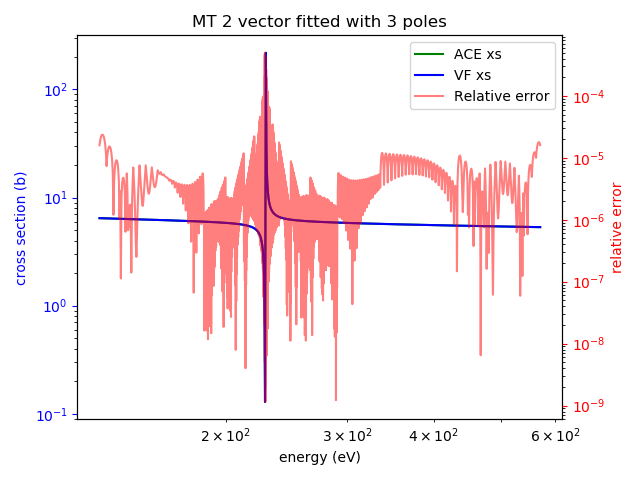 MT 2 vector fitted with 3 poles
ACE xs
VF xs
Relative error
cross section (b)
10²
10¹
10⁰
10⁻¹
relative error
10⁻⁴
10⁻⁵
10⁻⁶
10⁻⁷
10⁻⁸
10⁻⁹
2 × 10² 3 × 10² 4 × 10² 6 × 10²
energy (eV)